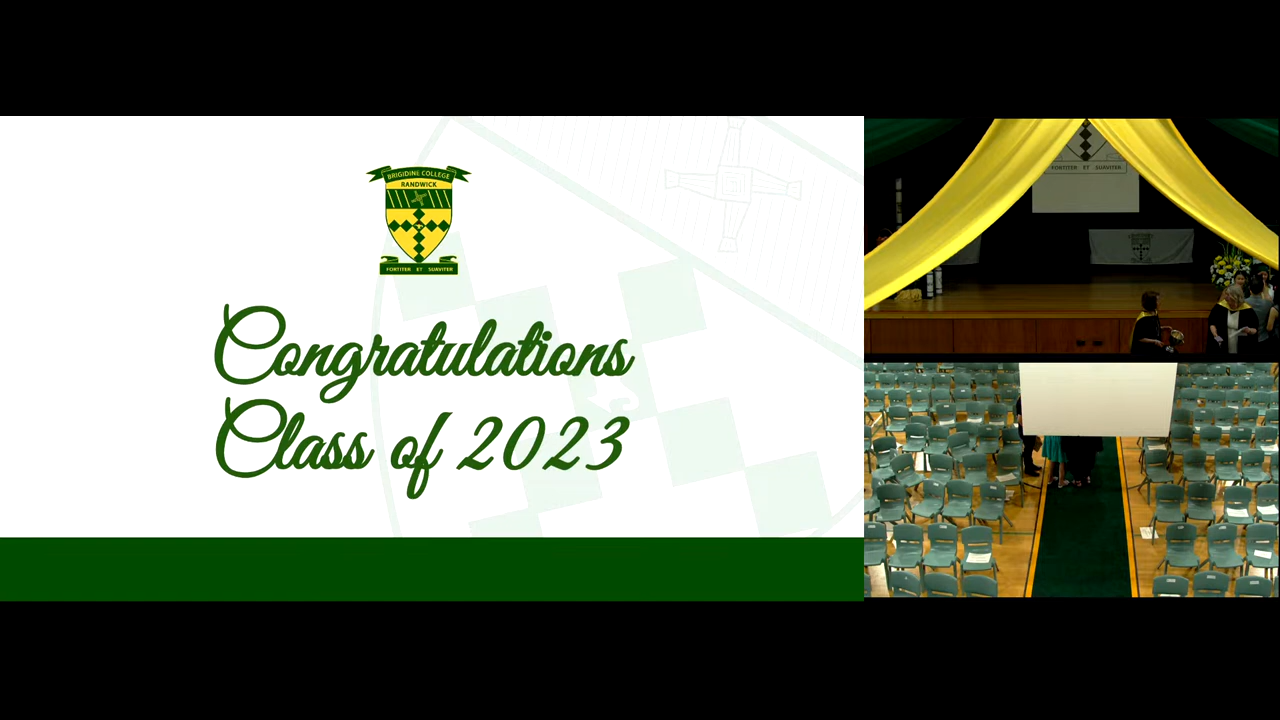 BRIGIDINE COLLEGE
RANDWICK
FORTITER ET SUAVITER
Congratulations
Class of 2023
FORTITER ET SUAVITER